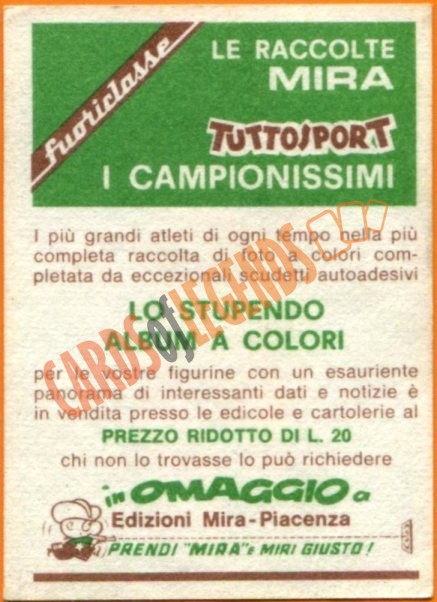 fuoriclasse
LE RACCOLTE
MIRA
TUTTOSPORT
I CAMPIONISSIMI
I più grandi atleti di ogni tempo nella più
completa raccolta di foto a colori com-
pletata da eccezionali scudetti autoadesivi
LO STUPENDO
ALBUM A COLORI
per le vostre figurine con un esauriente
panorama di interessanti dati e notizie è
in vendita presso le edicole e cartolerie al
PREZZO RIDOTTO DI L. 20
chi non lo trovasse lo può richiedere
in OMAGGIO a
Edizioni Mira-Piacenza
PRENDI "MIRA" e MIRI GIUSTO!
CARDS of LEGENDS